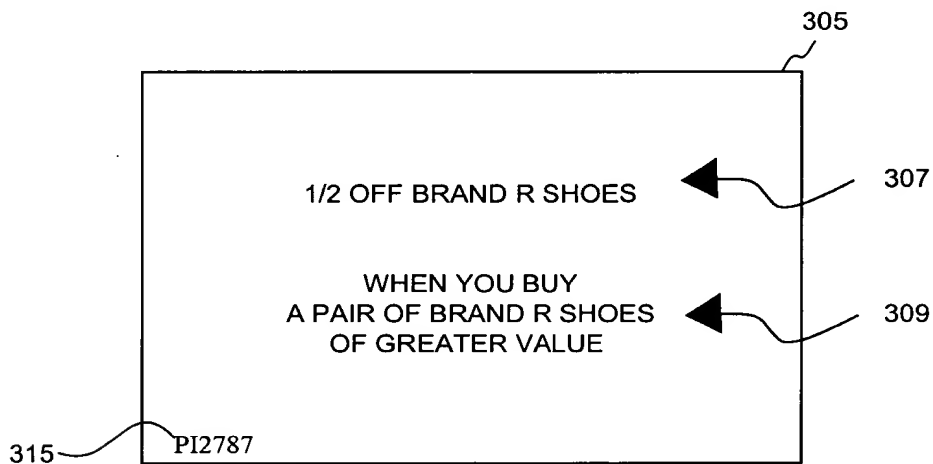 305
1/2 OFF BRAND R SHOES
307
WHEN YOU BUY
A PAIR OF BRAND R SHOES
OF GREATER VALUE
309
315
PI2787